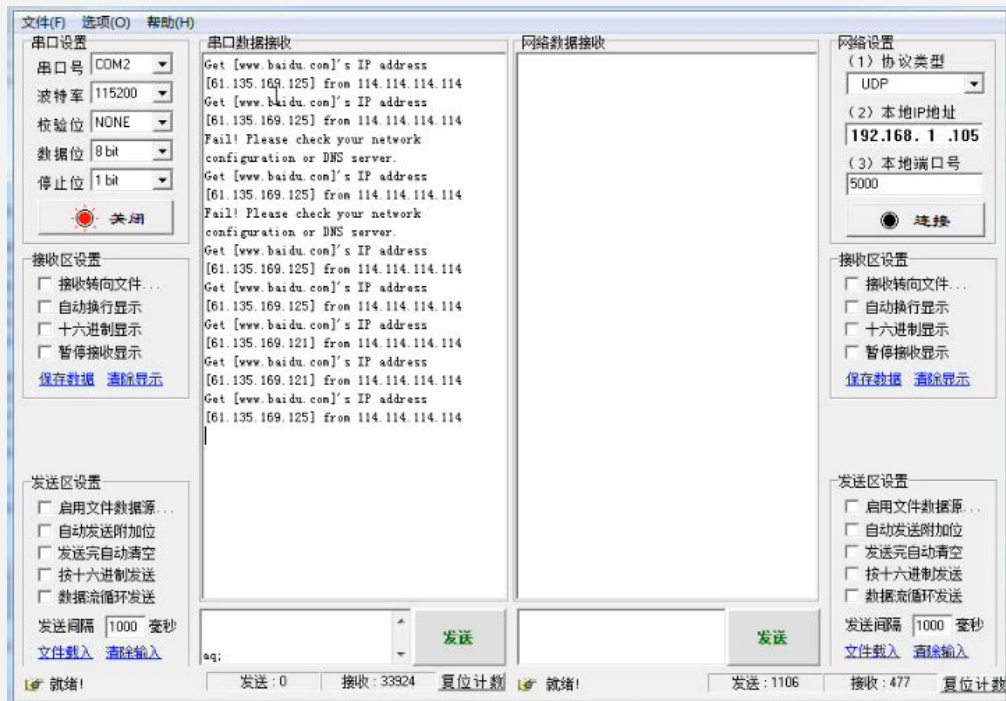 文件(F) 选项(O) 帮助(H)
串口设置
串口号 COM2
波特率 115200
校验位 NONE
数据位 8 bit
停止位 1 bit
关闭
接收区设置
接收转向文件...
自动换行显示
十六进制显示
暂停接收显示
保存数据 清除显示
发送区设置
启用文件数据源...
自动发送附加位
发送完自动清空
按十六进制发送
数据流循环发送
发送间隔 1000 毫秒
文件载入 清除输入
就绪!
串口数据接收
Get [www.baidu.com]'s IP address
[61.135.169.125] from 114.114.114.114
Get [www.baidu.com]'s IP address
[61.135.169.125] from 114.114.114.114
Fail! Please check your network
configuration or DNS server.
Get [www.baidu.com]'s IP address
[61.135.169.125] from 114.114.114.114
Fail! Please check your network
configuration or DNS server.
Get [www.baidu.com]'s IP address
[61.135.169.125] from 114.114.114.114
Get [www.baidu.com]'s IP address
[61.135.169.125] from 114.114.114.114
Get [www.baidu.com]'s IP address
[61.135.169.121] from 114.114.114.114
Get [www.baidu.com]'s IP address
[61.135.169.121] from 114.114.114.114
Get [www.baidu.com]'s IP address
[61.135.169.125] from 114.114.114.114
aq;
发送
发送:0 接收:33924 复位计数
网络数据接收
发送
就绪!
发送:1106 接收:477 复位计数
网络设置
(1) 协议类型
UDP
(2) 本地IP地址
192.168. 1 .105
(3) 本地端口号
5000
连接
接收区设置
接收转向文件...
自动换行显示
十六进制显示
暂停接收显示
保存数据 清除显示
发送区设置
启用文件数据源...
自动发送附加位
发送完自动清空
按十六进制发送
数据流循环发送
发送间隔 1000 毫秒
文件载入 清除输入